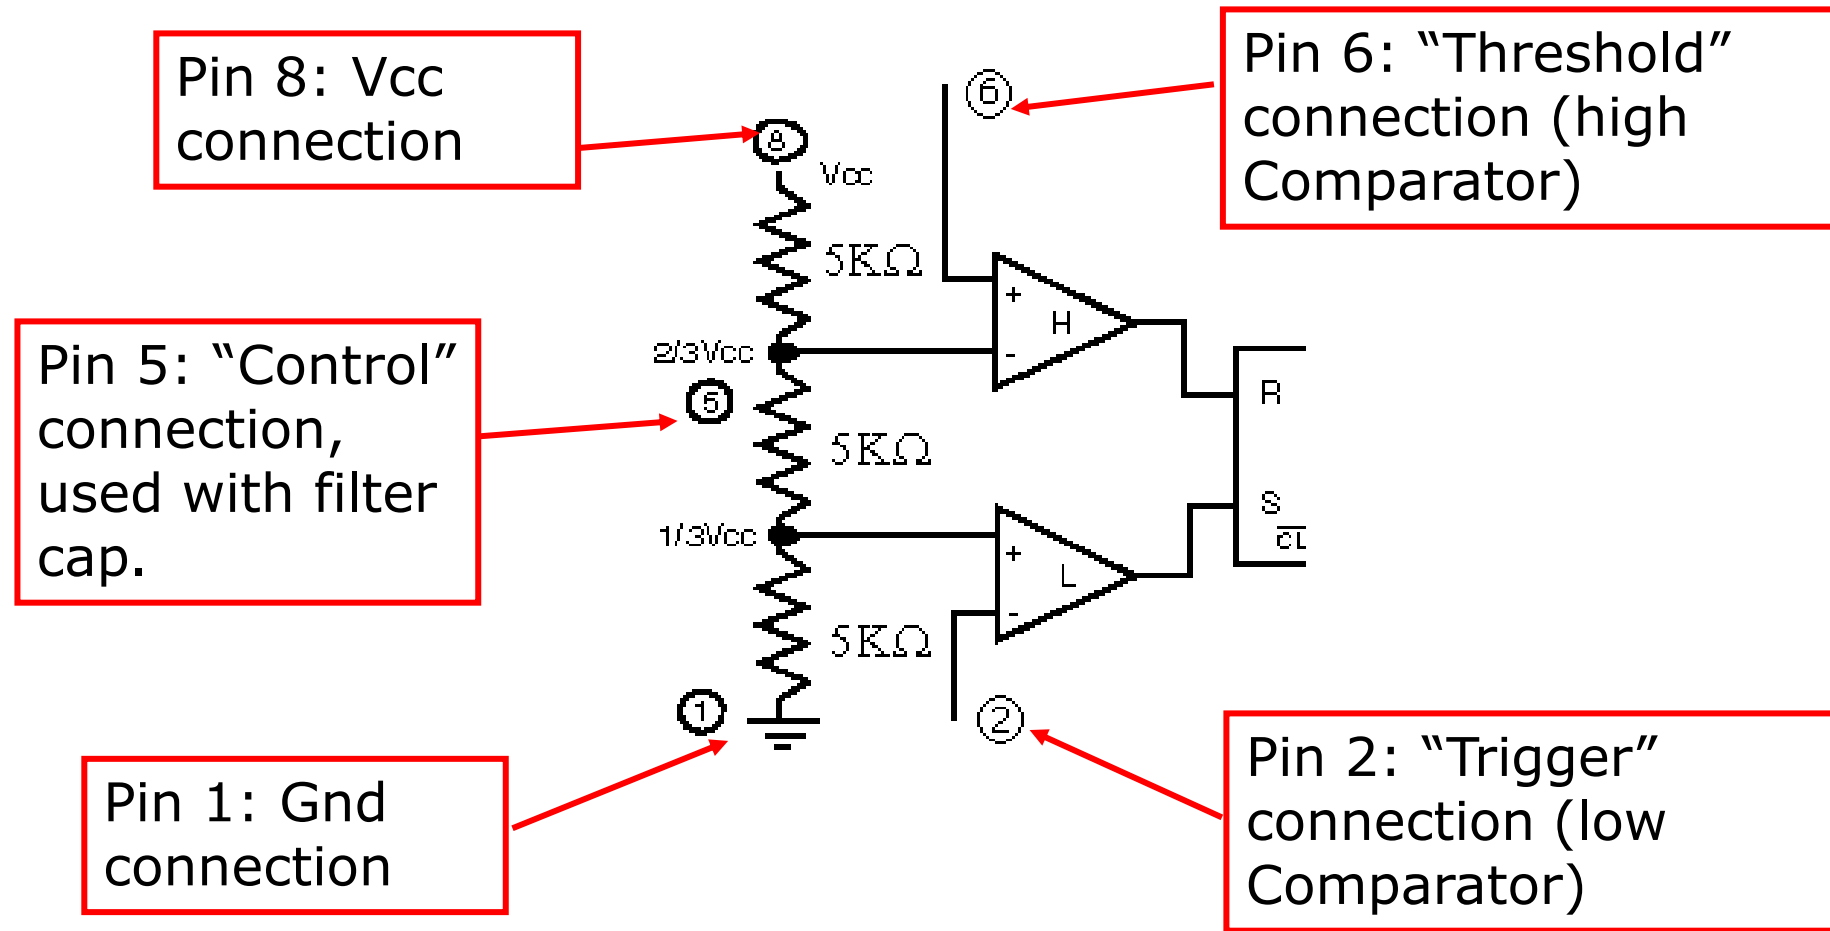 Pin 8: Vcc
connection
Pin 6: “Threshold”
connection (high
Comparator)
Pin 5: “Control”
connection,
used with filter
cap.
Pin 1: Gnd
connection
Pin 2: “Trigger”
connection (low
Comparator)
8
Vcc
5KΩ
2/3Vcc
5
5KΩ
1/3Vcc
5KΩ
1
6
+
H
-
+
L
-
2
R
S
CL